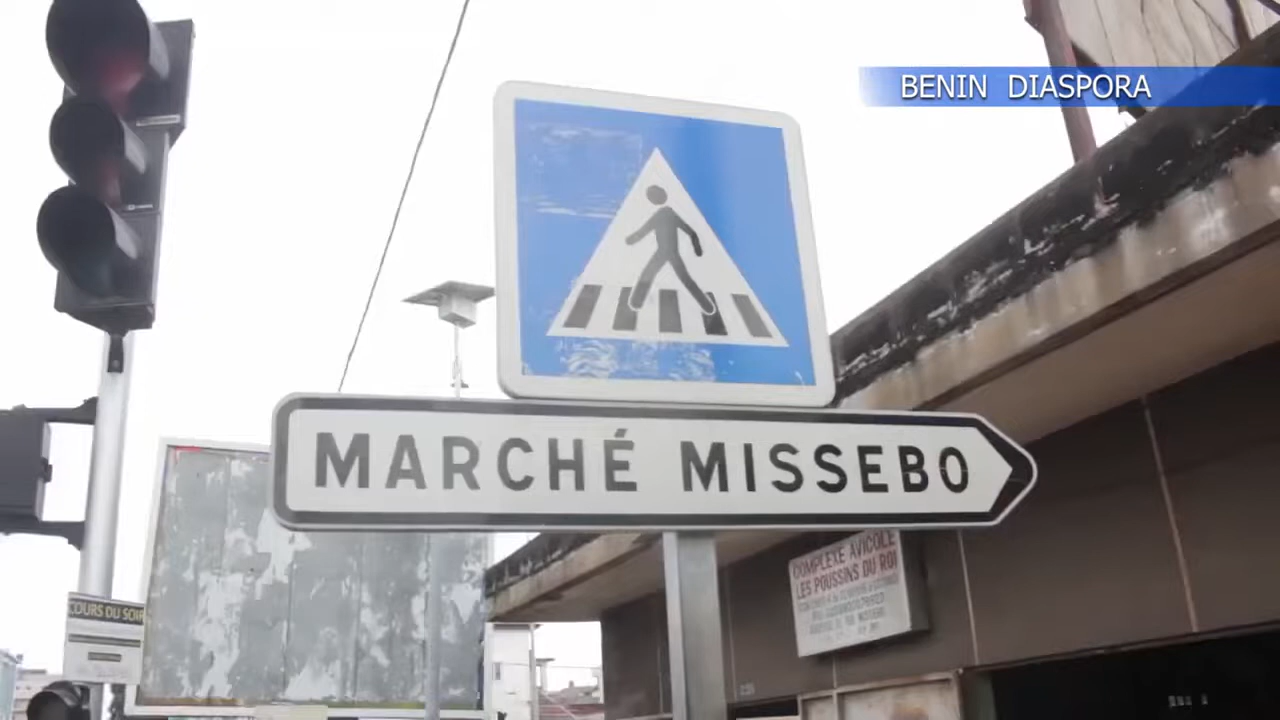 BENIN DIASPORA
MARCHÉ MISSEBO
COMPLEXE AVICOLE
LES POUSSINS DU ROI
COURS DU SOIR